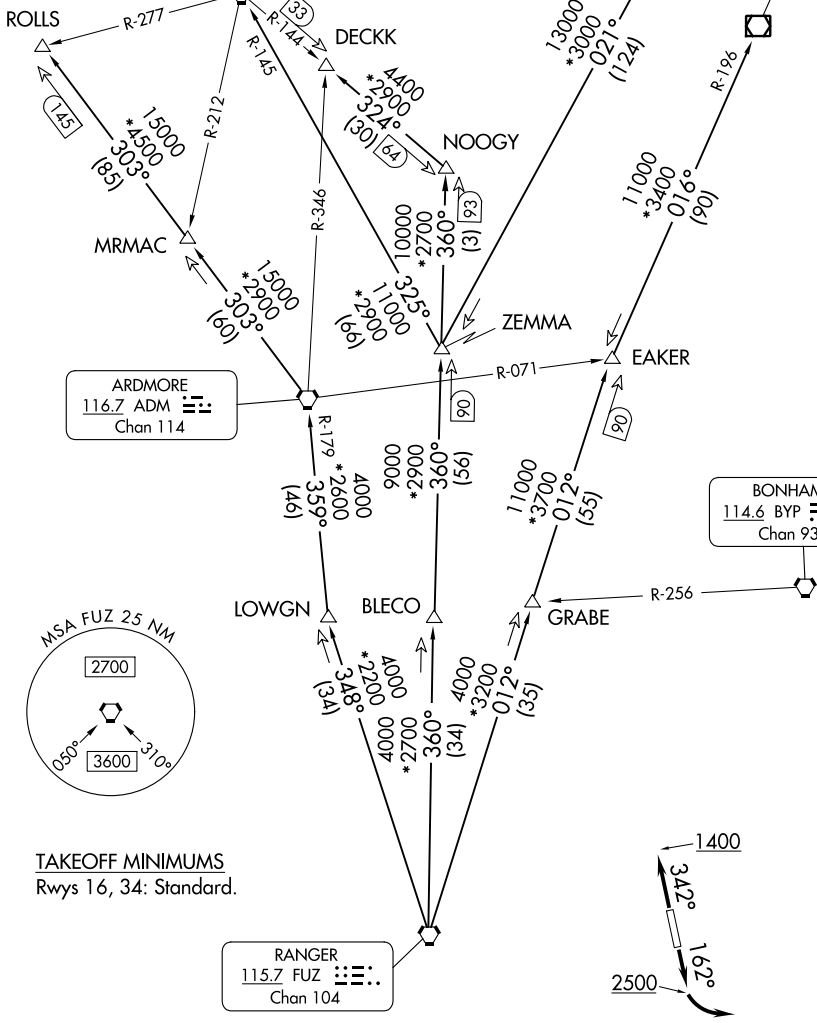 ROLLS
R-277
33
R-144
DECKK
R-145
13000
*3000
021°
(124)
R-196
145
15000
*4500
303°
(85)
R-212
4400
*2900
324°
(30)
64
NOOGY
93
R-346
MRMAC
10000
*2700
360°
(3)
11000
*3400
016°
(90)
15000
*2900
303°
(60)
325°
11000
*2900
(66)
ZEMMA
EAKER
R-071
ARDMORE
116.7 ADM
Chan 114
R-179
90
90
4000
*2600
359°
(46)
9000
*2900
360°
(56)
11000
*3700
012°
(55)
BONHAM
114.6 BYP
Chan 93
R-256
LOWGN
BLECO
GRABE
MSA FUZ 25 NM
2700
050°
3600
310°
4000
*2200
348°
(34)
4000
*2700
360°
(34)
4000
*3200
012°
(35)
TAKEOFF MINIMUMS
Rwys 16, 34: Standard.
1400
342°
162°
2500
RANGER
115.7 FUZ
Chan 104